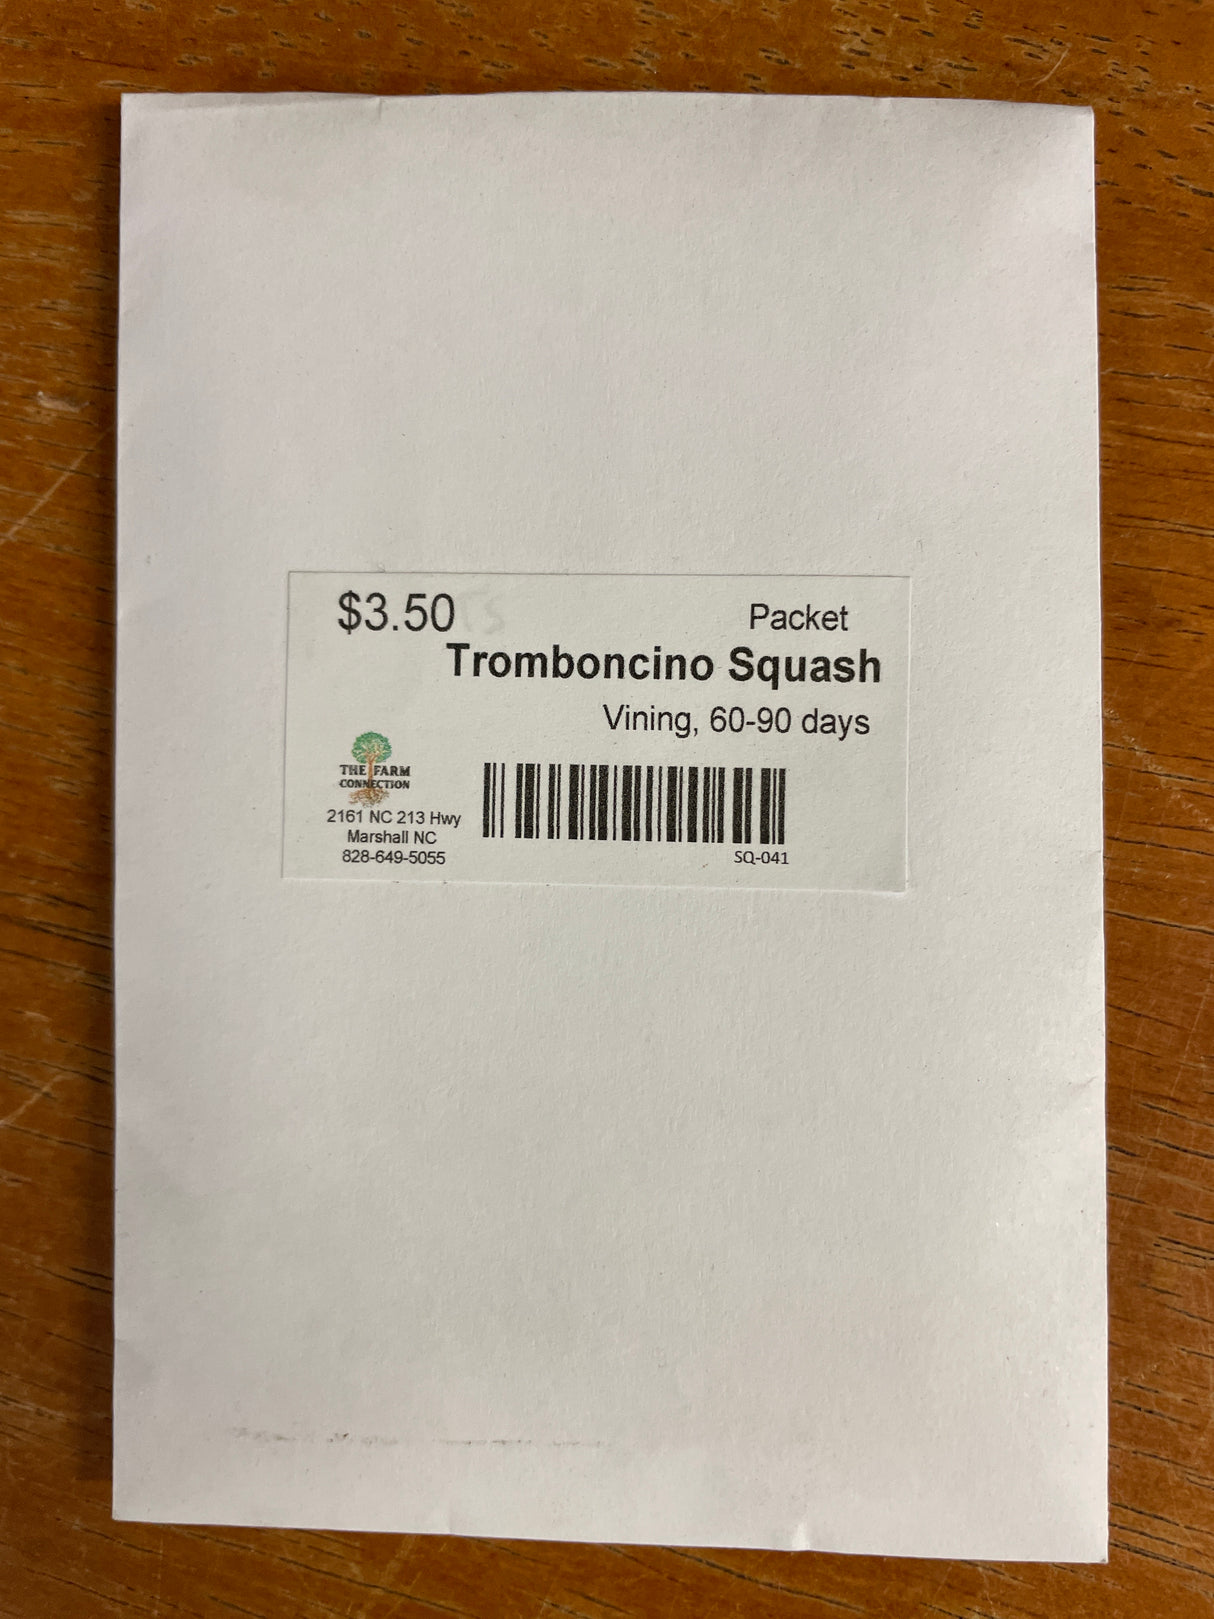 $3.50
Packet
Tromboncino Squash
Vining, 60-90 days
THE FARM
CONNECTION
2161 NC 213 Hwy
Marshall NC
828-649-5055
SQ-041